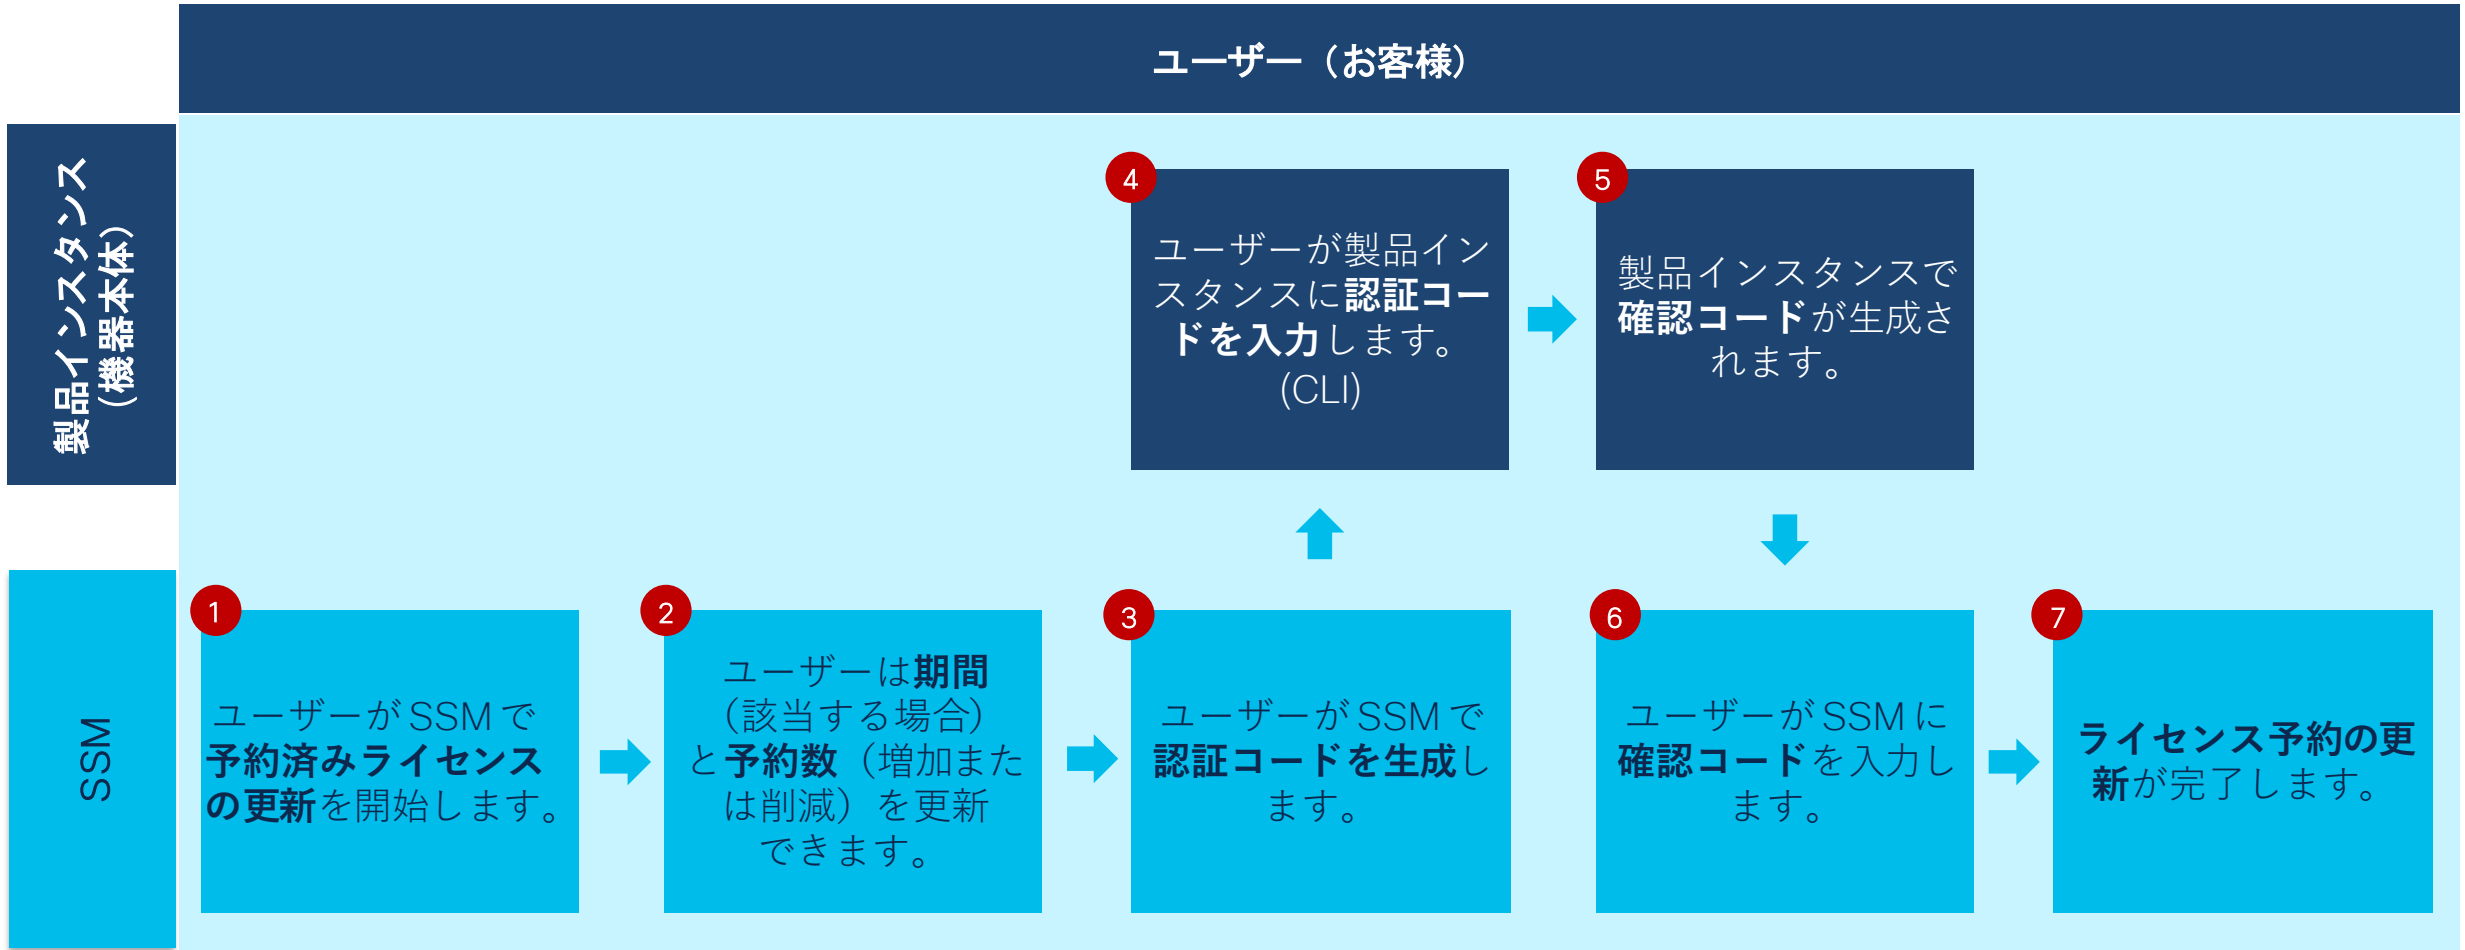 ユーザー（お客様）
製品インスタンス
（機器本体）
4
ユーザーが製品イン
スタンスに認証コー
ドを入力します。
(CLI)
5
製品インスタンスで
確認コードが生成さ
れます。
SSM
1
ユーザーが SSM で
予約済みライセンス
の更新を開始します。
2
ユーザーは期間
（該当する場合）
と予約数（増加また
は削減）を更新
できます。
3
ユーザーが SSM で
認証コードを生成し
ます。
6
ユーザーが SSM に
確認コードを入力し
ます。
7
ライセンス予約の更
新が完了します。